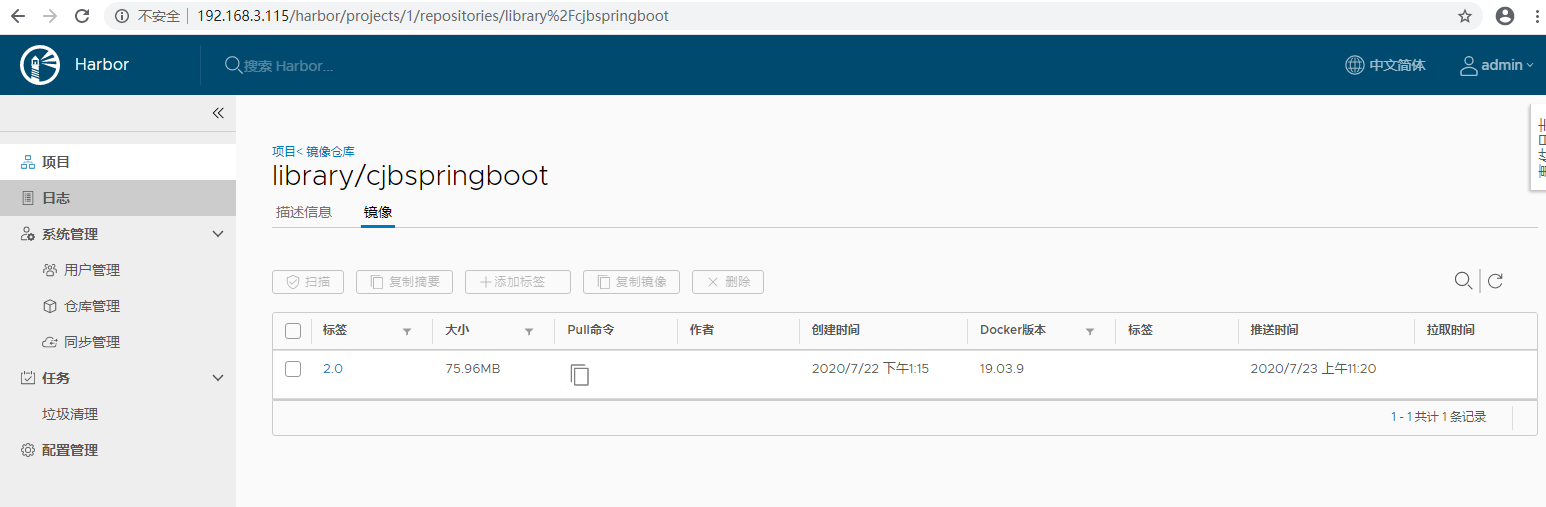 不安全 192.168.3.115/harbor/projects/1/repositories/library%2Fcjbspringboot
Harbor 搜索 Harbor... 中文简体 admin
项目
日志
系统管理
用户管理
仓库管理
同步管理
任务
垃圾清理
配置管理
项目< 镜像仓库
library/cjbspringboot
描述信息 镜像
扫描 复制摘要 添加标签 复制镜像 删除
标签 大小 Pull命令 作者 创建时间 Docker版本 标签 推送时间 拉取时间
2.0 75.96MB 2020/7/22 下午1:15 19.03.9 2020/7/23 上午11:20
1 - 1 共计 1 条记录